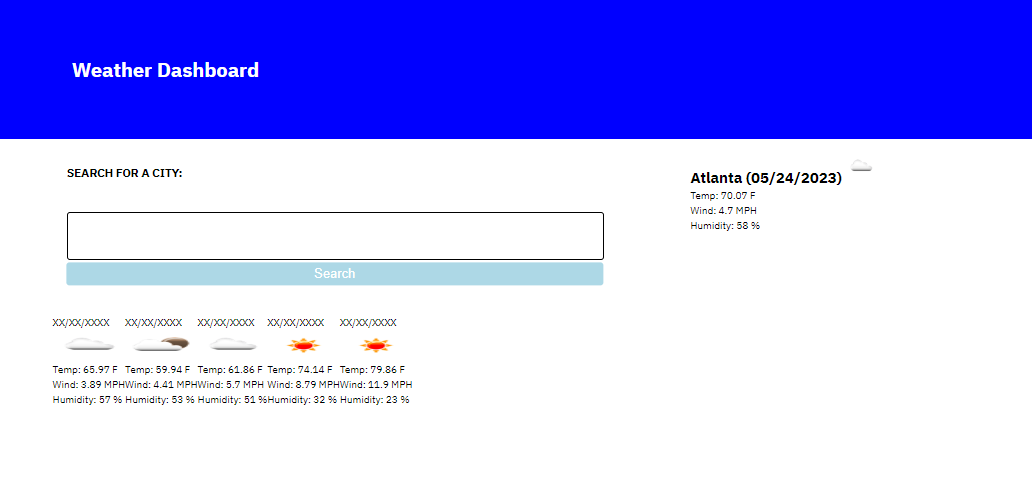 Weather Dashboard
SEARCH FOR A CITY:
Search
Atlanta (05/24/2023)
Temp: 70.07 F
Wind: 4.7 MPH
Humidity: 58 %
XX/XX/XXXX XX/XX/XXXX XX/XX/XXXX XX/XX/XXXX XX/XX/XXXX
Temp: 65.97 F Temp: 59.94 F Temp: 61.86 F Temp: 74.14 F Temp: 79.86 F
Wind: 3.89 MPH Wind: 4.41 MPH Wind: 5.7 MPH Wind: 8.79 MPH Wind: 11.9 MPH
Humidity: 57 % Humidity: 53 % Humidity: 51 % Humidity: 32 % Humidity: 23 %